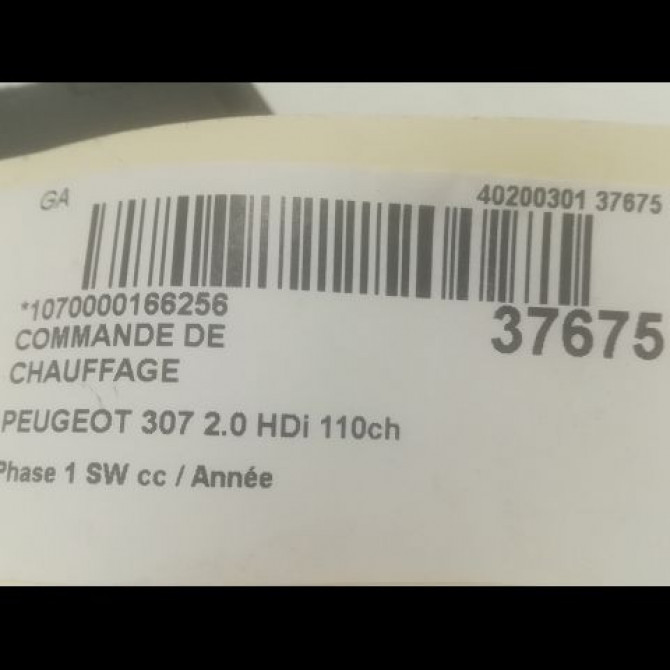 GA
40200301 37675
*1070000166256
37675
COMMANDE DE
CHAUFFAGE
PEUGEOT 307 2.0 HDi 110ch
Phase 1 SW cc / Année